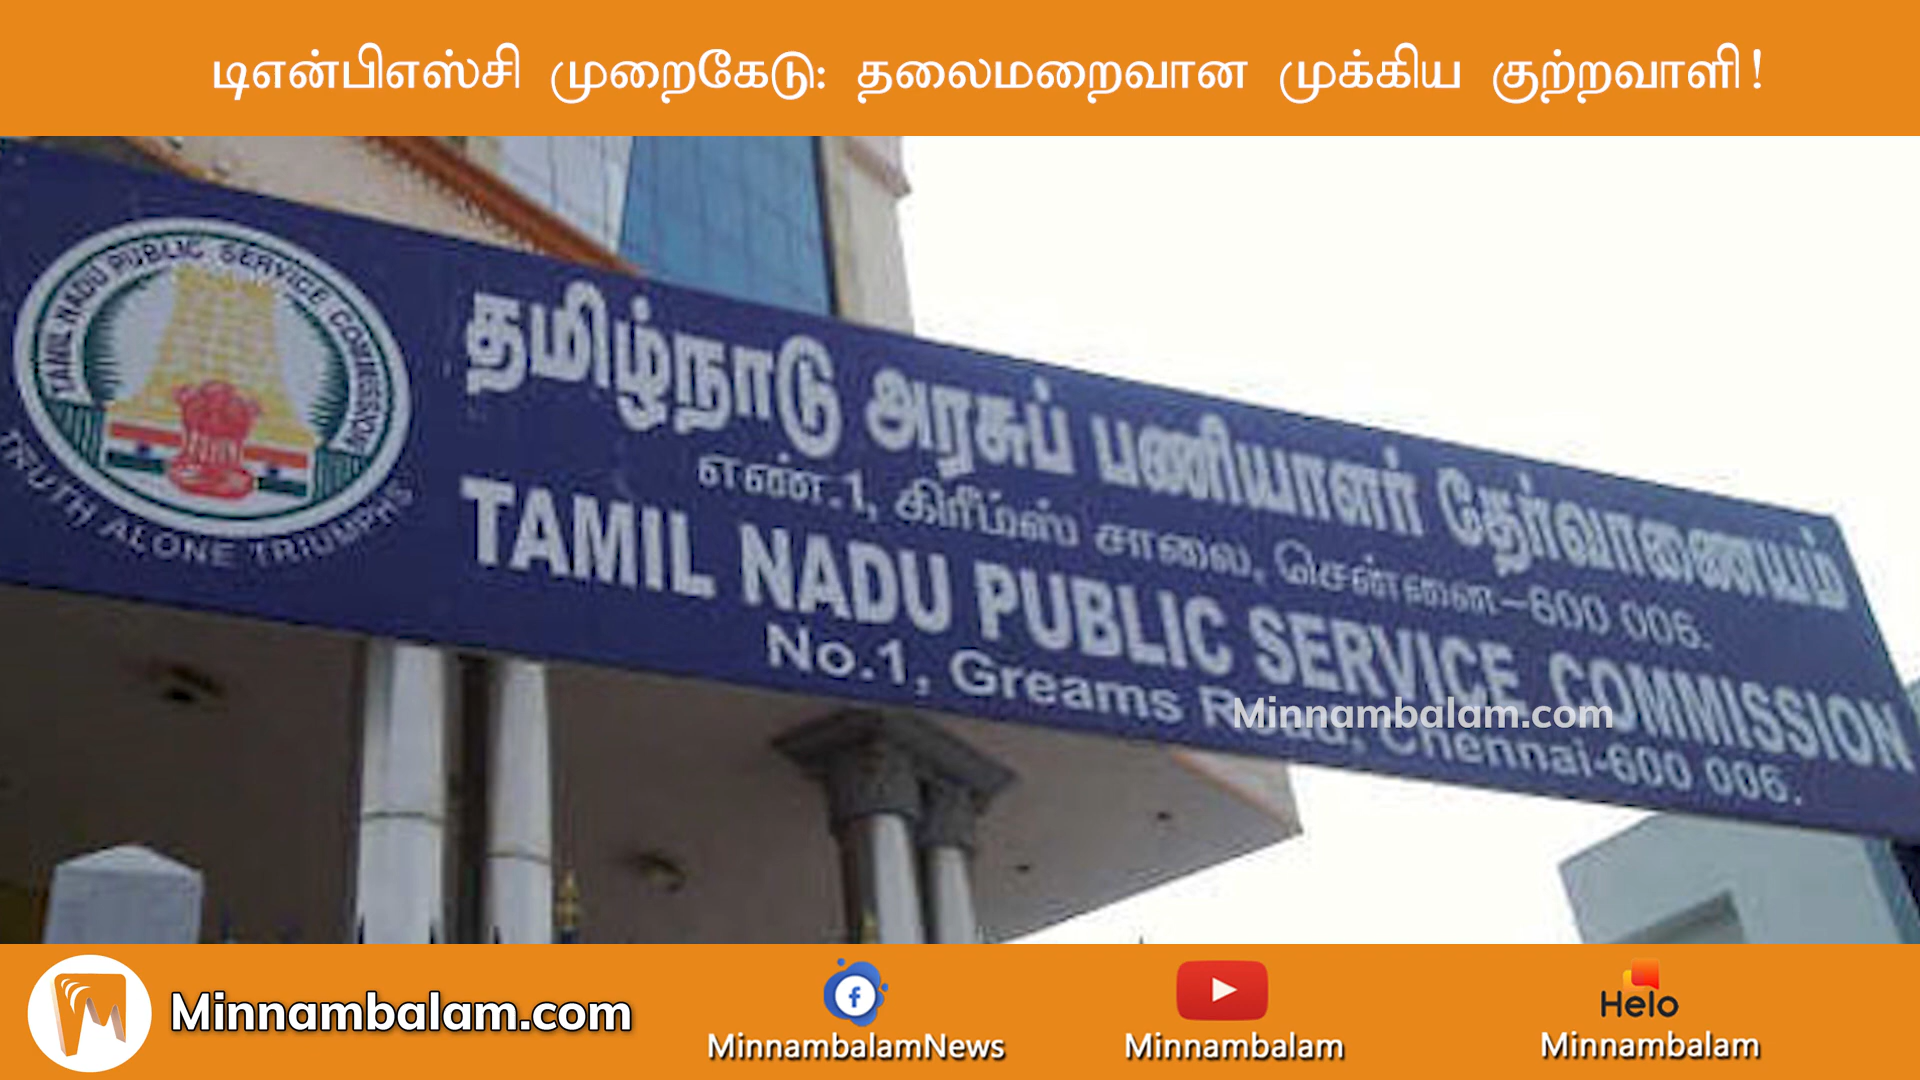 டிஎன்பிஎஸ்சி முறைகேடு: தலைமறைவான முக்கிய குற்றவாளி!
TAMIL NADU PUBLIC SERVICE COMMISSION
TRUTH ALONE TRIUMPHS
தமிழ்நாடு அரசுப் பணியாளர் தேர்வாணையம்
எண்.1, கிரீம்ஸ் சாலை, சென்னை-600 006.
TAMIL NADU PUBLIC SERVICE COMMISSION
No.1, Greams Road, Chennai-600 006.
Minnambalam.com
Minnambalam.com
MinnambalamNews
Minnambalam
Helo
Minnambalam